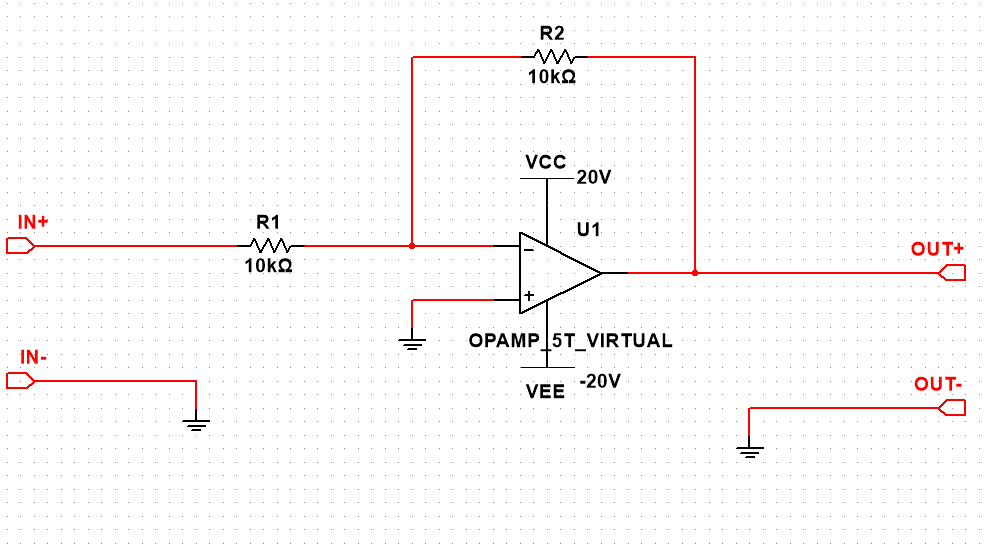 R2
10kΩ
VCC
20V
IN+
R1
U1
OUT+
10kΩ
OPAMP_5T_VIRTUAL
IN-
-20V
VEE
OUT-